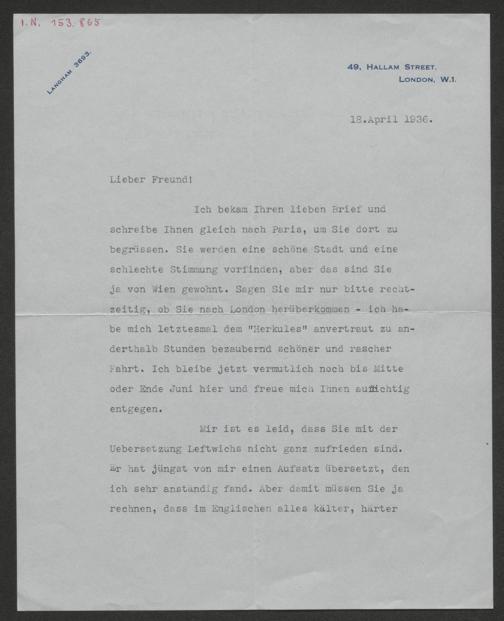 I.N. 153.865
LANGHAM 3693.
49, HALLAM STREET,
LONDON, W.1.
18.April 1936.
Lieber Freund!
Ich bekam Ihren lieben Brief und
schreibe Ihnen gleich nach Paris, um Sie dort zu
begrüssen. Sie werden eine schöne Stadt und eine
schlechte Stimmung vorfinden, aber das sind Sie
ja von Wien gewohnt. Sagen Sie mir nur bitte recht-
zeitig, ob Sie nach London herüberkommen - ich ha-
be mich letztesmal dem "Herkules" anvertraut zu an-
derthalb Stunden bezaubernd schöner und rascher
Fahrt. Ich bleibe jetzt vermutlich noch bis Mitte
oder Ende Juni hier und freue mich Ihnen aufrichtig
entgegen.
Mir ist es leid, dass Sie mit der
Uebersetzung Leftwichs nicht ganz zufrieden sind.
Er hat jüngst von mir einen Aufsatz übersetzt, den
ich sehr anständig fand. Aber damit müssen Sie ja
rechnen, dass im Englischen alles kälter, härter